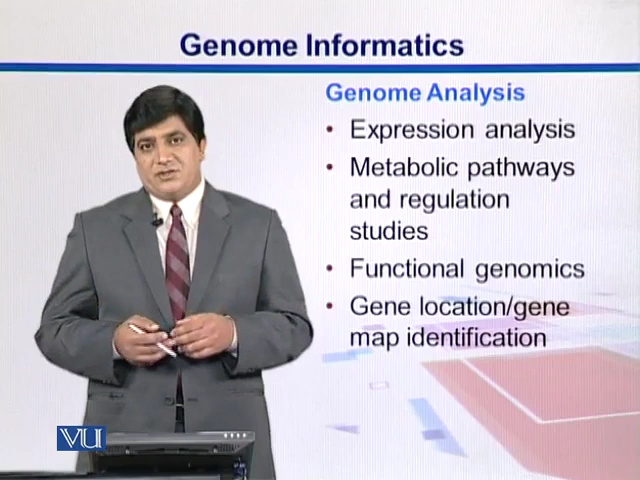 Genome Informatics
Genome Analysis
• Expression analysis
• Metabolic pathways
and regulation
studies
• Functional genomics
• Gene location/gene
map identification
VU